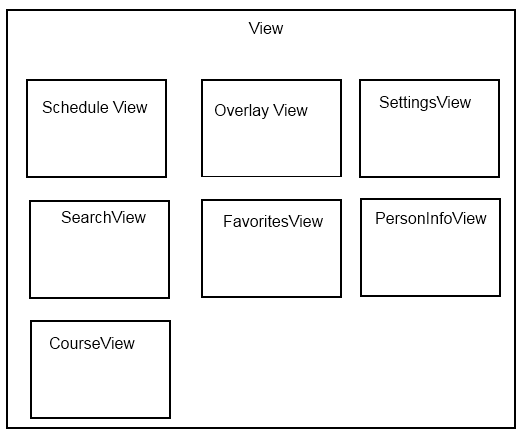 View
Schedule View
Overlay View
SettingsView
SearchView
FavoritesView
PersonInfoView
CourseView